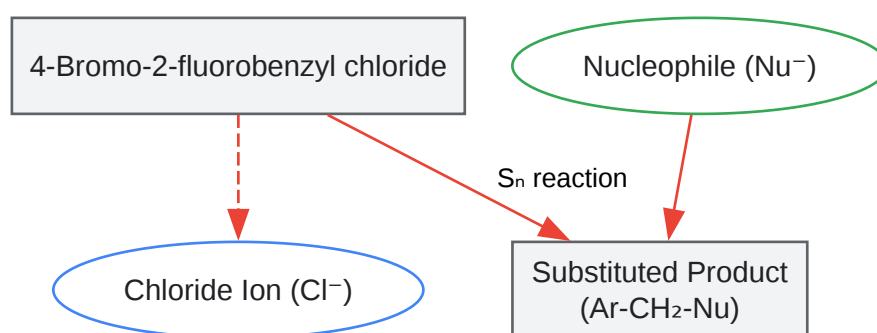 4-Bromo-2-fluorobenzyl chloride
Nucleophile (Nu⁻)
Sₙ reaction
Chloride Ion (Cl⁻)
Substituted Product
(Ar-CH₂-Nu)